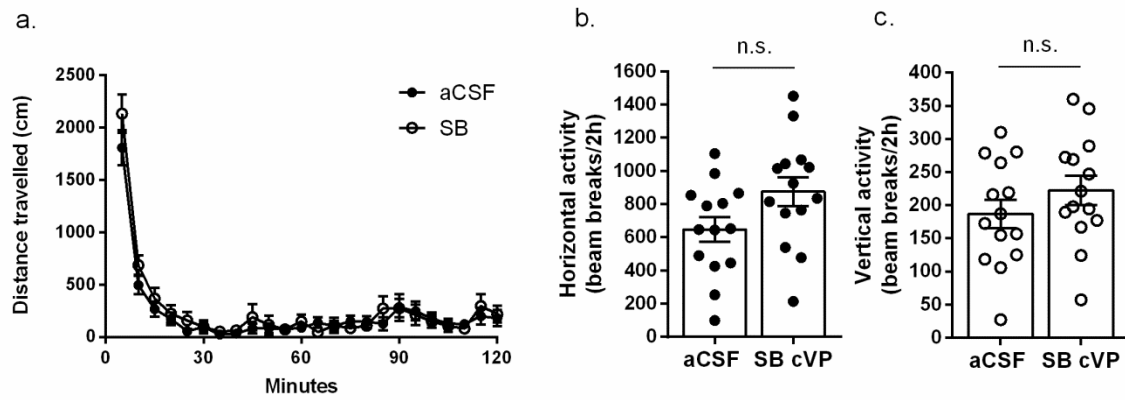 a.
Distance travelled (cm)
2500
2000
1500
1000
500
0
0
30
60
90
120
Minutes
aCSF
SB
b.
n.s.
Horizontal activity
(beam breaks/2h)
1600
1400
1200
1000
800
600
400
200
0
aCSF
SB cVP
c.
n.s.
Vertical activity
(beam breaks/2h)
400
350
300
250
200
150
100
50
0
aCSF
SB cVP